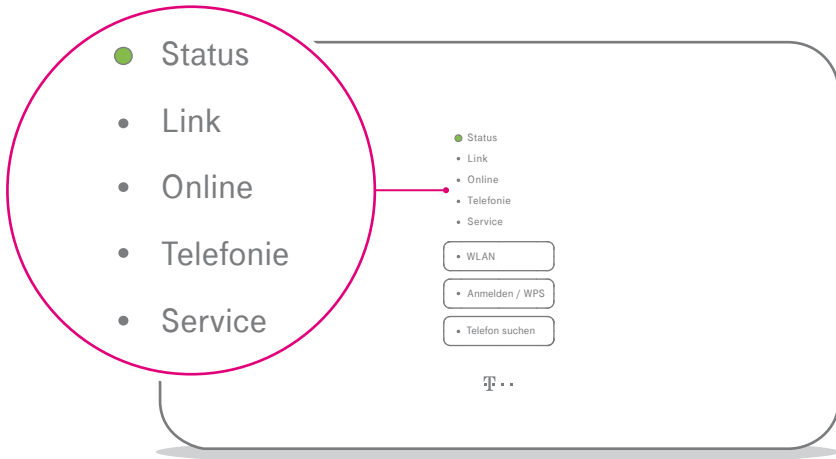 Status
Link
Online
Telefonie
Service
Status
Link
Online
Telefonie
Service
WLAN
Anmelden / WPS
Telefon suchen
T